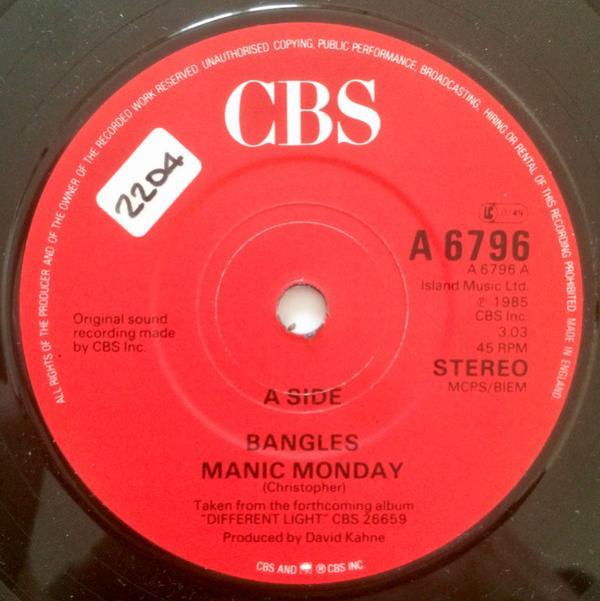 ALL RIGHTS OF THE PRODUCER AND OF THE OWNER OF THE RECORDED WORK RESERVED UNAUTHORISED COPYING, PUBLIC PERFORMANCE, BROADCASTING, HIRING OR RENTAL OF THIS RECORDING PROHIBITED. MADE IN ENGLAND
CBS
2204
A 6796
A 6796 A
Island Music Ltd.
℗ 1985
CBS Inc.
3.03
45 RPM
STEREO
MCPS/BIEM
Original sound
recording made
by CBS Inc.
A SIDE
BANGLES
MANIC MONDAY
(Christopher)
Taken from the forthcoming album
"DIFFERENT LIGHT" CBS 26659
Produced by David Kahne
CBS AND ® CBS INC